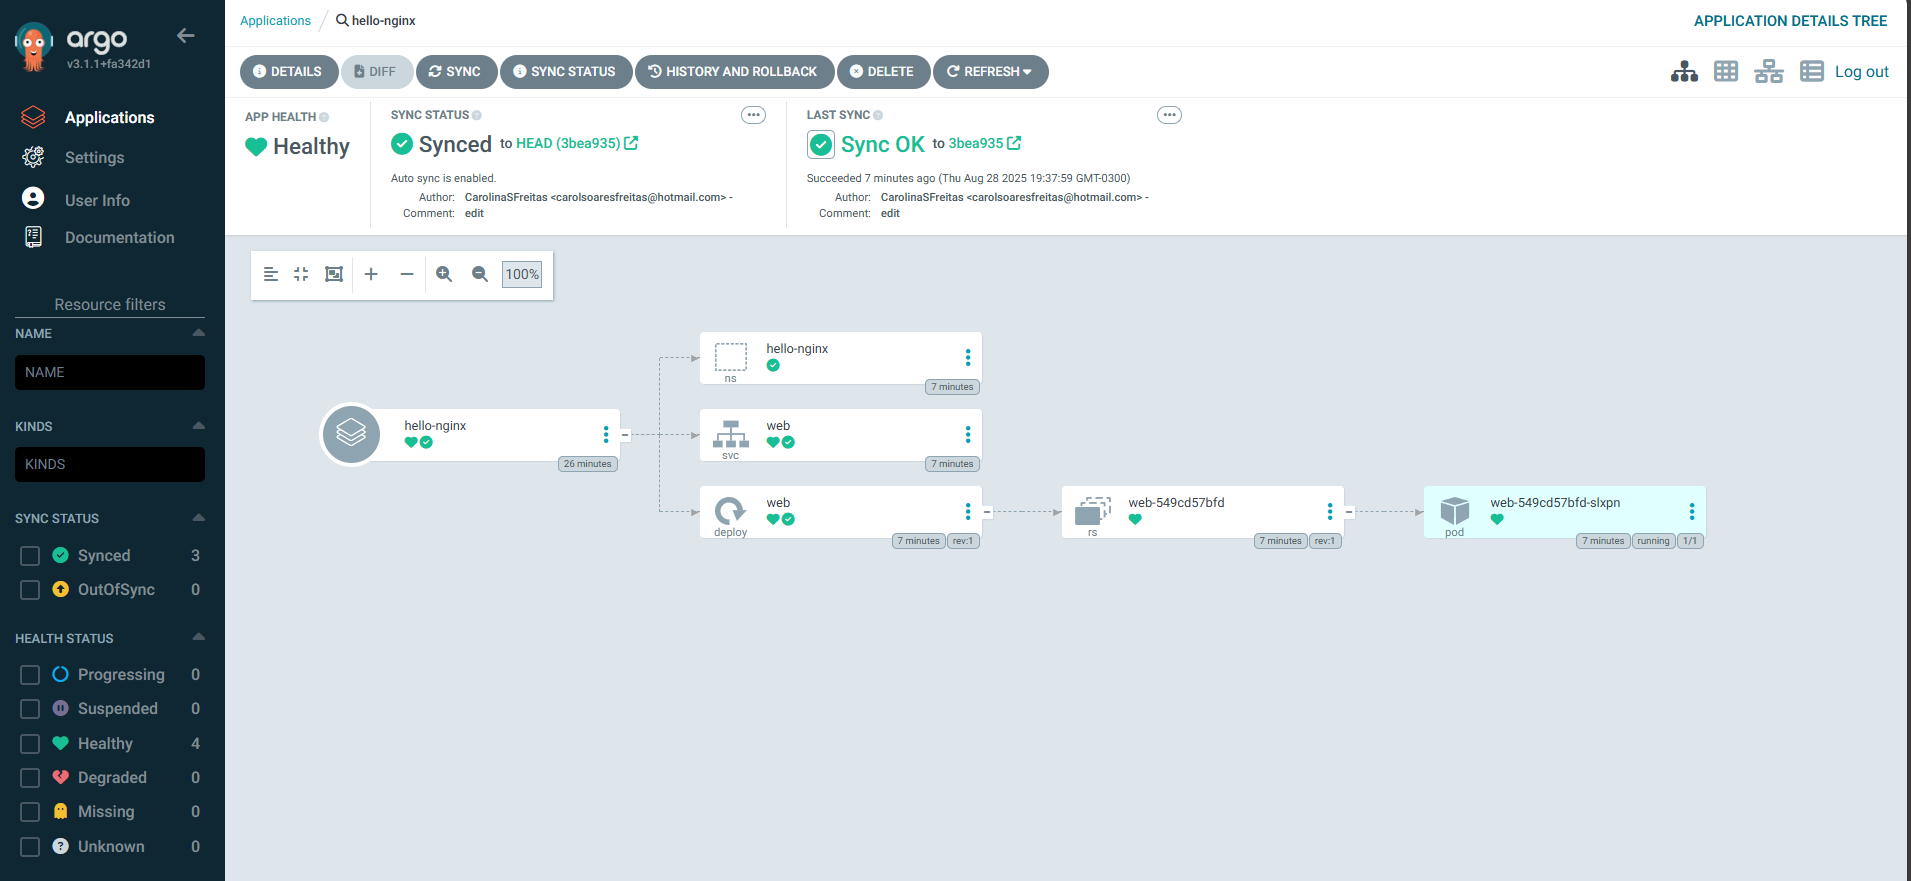 argo
v3.1.1+fa342d1
Applications
Settings
User Info
Documentation
Resource filters
NAME
NAME
KINDS
KINDS
SYNC STATUS
Synced 3
OutOfSync 0
HEALTH STATUS
Progressing 0
Suspended 0
Healthy 4
Degraded 0
Missing 0
Unknown 0
Applications / hello-nginx
APPLICATION DETAILS TREE
DETAILS DIFF SYNC SYNC STATUS HISTORY AND ROLLBACK DELETE REFRESH
Log out
APP HEALTH
Healthy
SYNC STATUS
Synced to HEAD (3bea935)
Auto sync is enabled.
Author: CarolinaSFreitas <carolsoaresfreitas@hotmail.com> -
Comment: edit
LAST SYNC
Sync OK to 3bea935
Succeeded 7 minutes ago (Thu Aug 28 2025 19:37:59 GMT-0300)
Author: CarolinaSFreitas <carolsoaresfreitas@hotmail.com> -
Comment: edit
100%
hello-nginx
26 minutes
hello-nginx
ns
7 minutes
web
svc
7 minutes
web
deploy
7 minutes rev:1
web-549cd57bfd
rs
7 minutes rev:1
web-549cd57bfd-slxpn
pod
7 minutes running 1/1